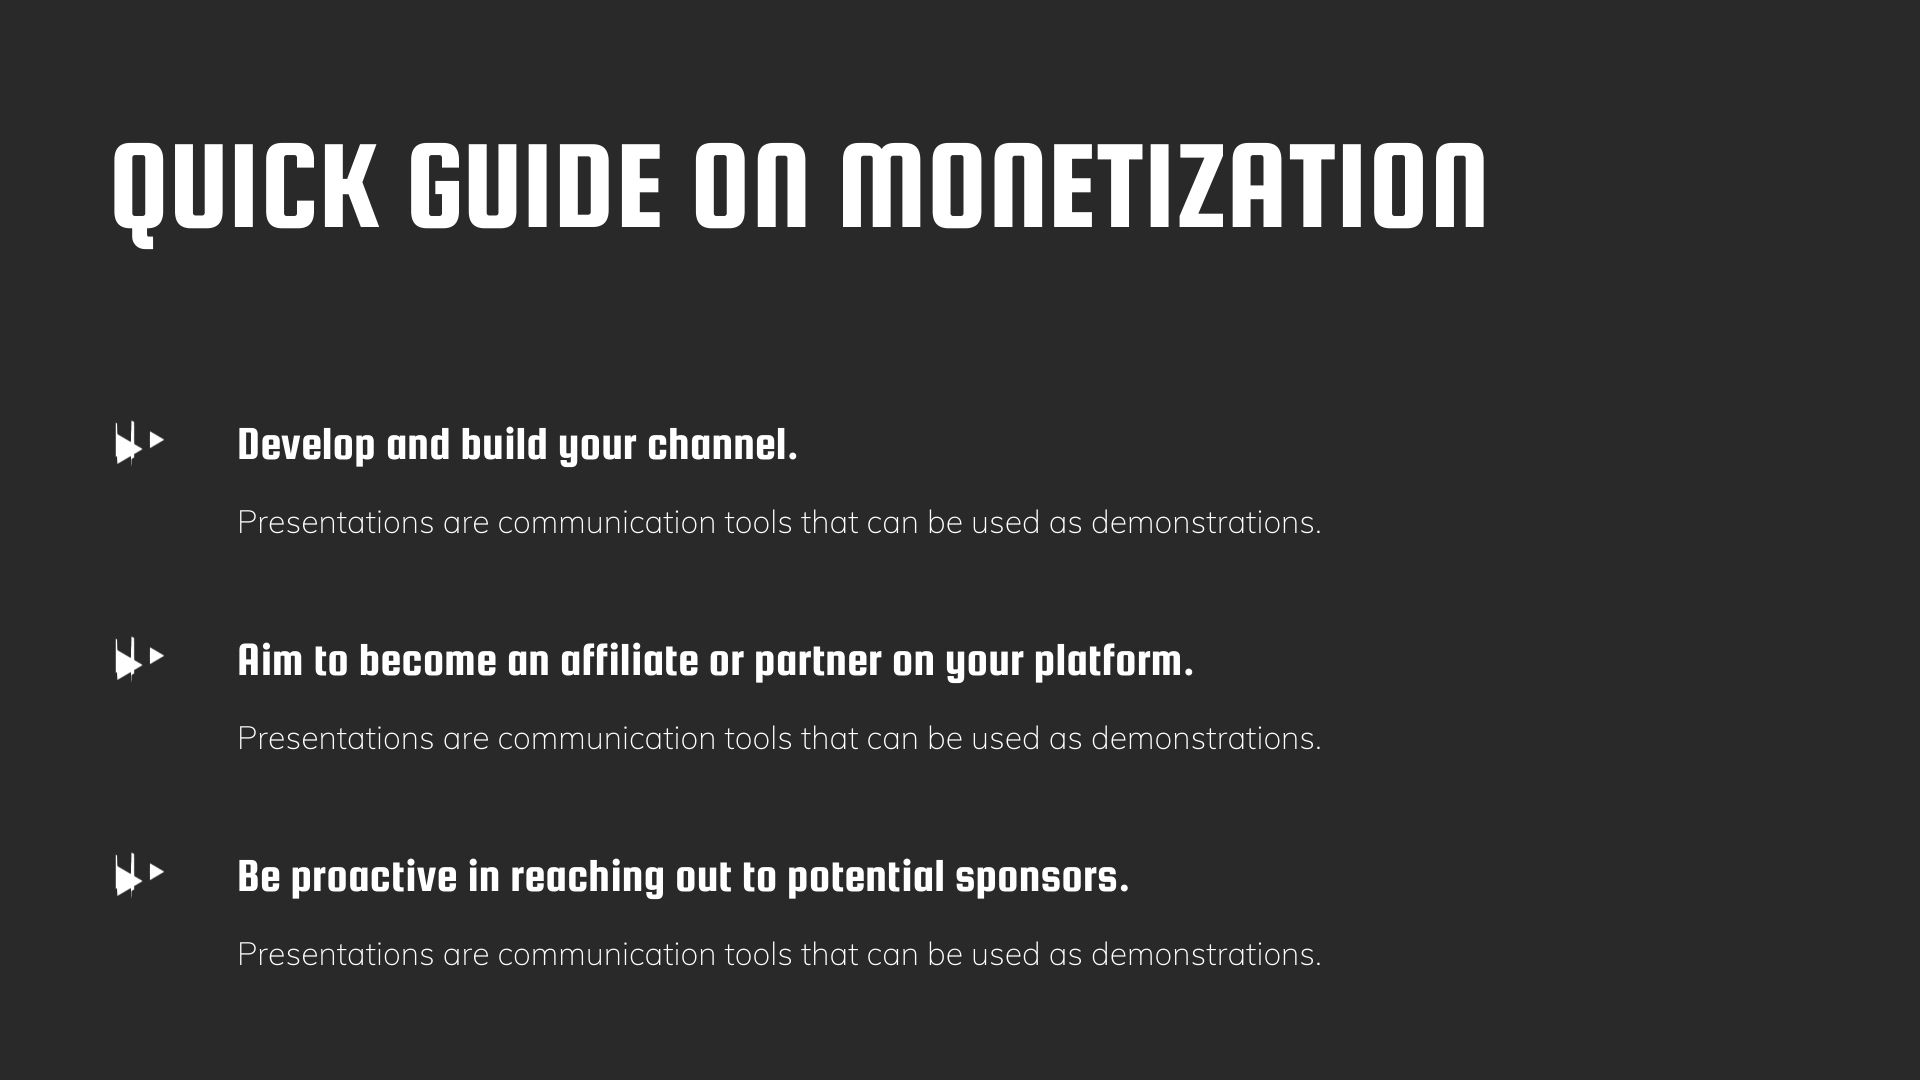 QUICK GUIDE ON MONETIZATION
Develop and build your channel.
Presentations are communication tools that can be used as demonstrations.
Aim to become an affiliate or partner on your platform.
Presentations are communication tools that can be used as demonstrations.
Be proactive in reaching out to potential sponsors.
Presentations are communication tools that can be used as demonstrations.